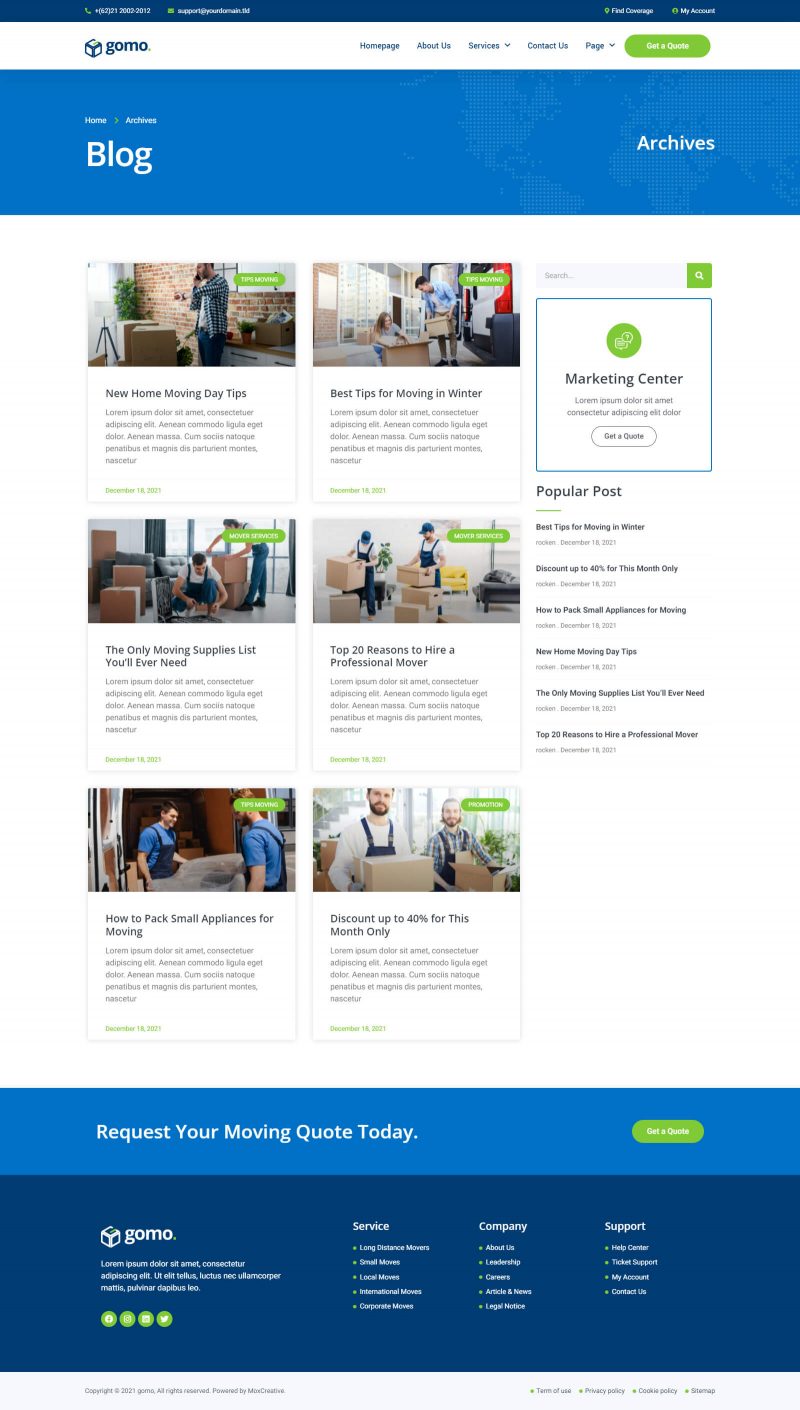 +(62)21 2002-2012 support@yourdomain.tld Find Coverage My Account
gomo. Homepage About Us Services Contact Us Page Get a Quote
Home Archives
Blog
Archives
TIPS MOVING
New Home Moving Day Tips
Lorem ipsum dolor sit amet, consectetuer
adipiscing elit. Aenean commodo ligula eget
dolor. Aenean massa. Cum sociis natoque
penatibus et magnis dis parturient montes,
nascetur
December 18, 2021
TIPS MOVING
Best Tips for Moving in Winter
Lorem ipsum dolor sit amet, consectetuer
adipiscing elit. Aenean commodo ligula eget
dolor. Aenean massa. Cum sociis natoque
penatibus et magnis dis parturient montes,
nascetur
December 18, 2021
MOVER SERVICES
The Only Moving Supplies List
You'll Ever Need
Lorem ipsum dolor sit amet, consectetuer
adipiscing elit. Aenean commodo ligula eget
dolor. Aenean massa. Cum sociis natoque
penatibus et magnis dis parturient montes,
nascetur
December 18, 2021
MOVER SERVICES
Top 20 Reasons to Hire a
Professional Mover
Lorem ipsum dolor sit amet, consectetuer
adipiscing elit. Aenean commodo ligula eget
dolor. Aenean massa. Cum sociis natoque
penatibus et magnis dis parturient montes,
nascetur
December 18, 2021
TIPS MOVING
How to Pack Small Appliances for
Moving
Lorem ipsum dolor sit amet, consectetuer
adipiscing elit. Aenean commodo ligula eget
dolor. Aenean massa. Cum sociis natoque
penatibus et magnis dis parturient montes,
nascetur
December 18, 2021
PROMOTION
Discount up to 40% for This
Month Only
Lorem ipsum dolor sit amet, consectetuer
adipiscing elit. Aenean commodo ligula eget
dolor. Aenean massa. Cum sociis natoque
penatibus et magnis dis parturient montes,
nascetur
December 18, 2021
Search...
Marketing Center
Lorem ipsum dolor sit amet
consectetur adipiscing elit dolor
Get a Quote
Popular Post
Best Tips for Moving in Winter
rocken . December 18, 2021
Discount up to 40% for This Month Only
rocken . December 18, 2021
How to Pack Small Appliances for Moving
rocken . December 18, 2021
New Home Moving Day Tips
rocken . December 18, 2021
The Only Moving Supplies List You'll Ever Need
rocken . December 18, 2021
Top 20 Reasons to Hire a Professional Mover
rocken . December 18, 2021
Request Your Moving Quote Today.
Get a Quote
gomo.
Lorem ipsum dolor sit amet, consectetur
adipiscing elit. Ut elit tellus, luctus nec ullamcorper
mattis, pulvinar dapibus leo.
Service
Long Distance Movers
Small Moves
Local Moves
International Moves
Corporate Moves
Company
About Us
Leadership
Careers
Article & News
Legal Notice
Support
Help Center
Ticket Support
My Account
Contact Us
Copyright © 2021 gomo, All rights reserved. Powered by MoxCreative.
Term of use Privacy policy Cookie policy Sitemap